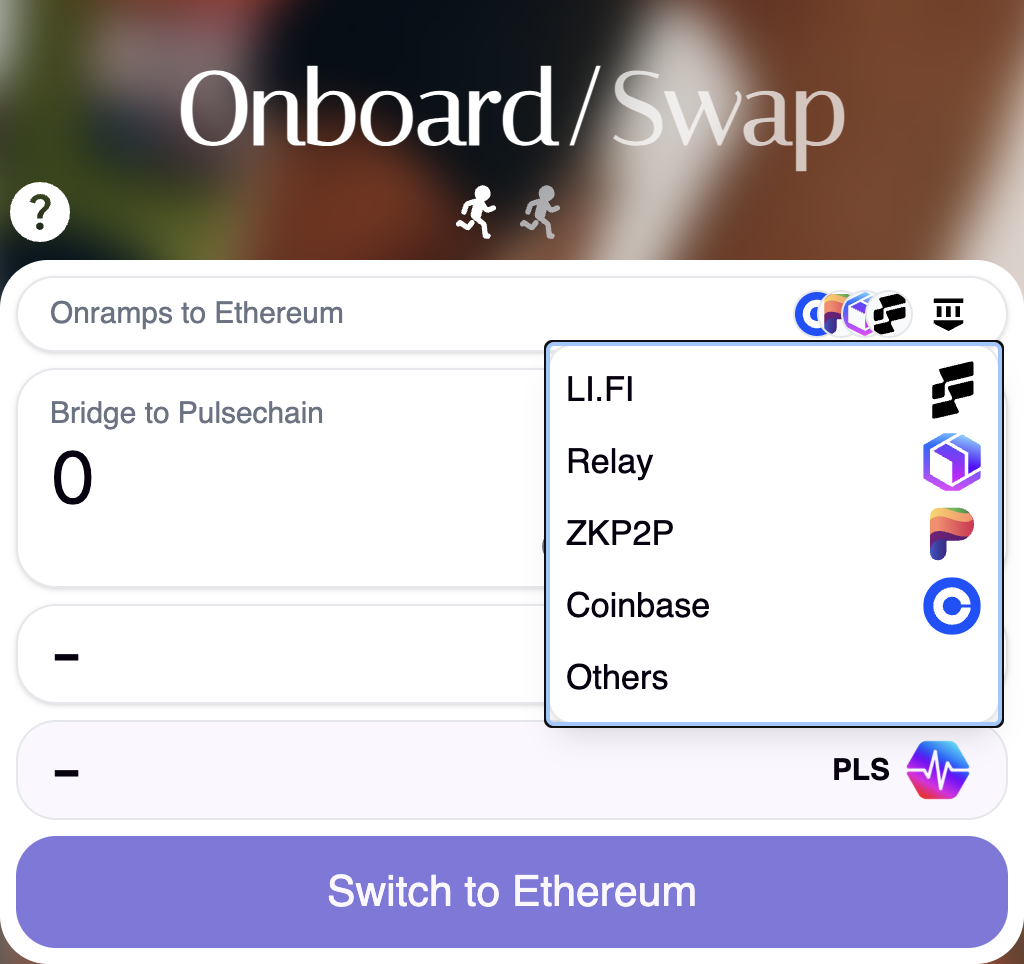 Onboard/Swap
?
Onramps to Ethereum
LI.FI
Bridge to Pulsechain
0
Relay
ZKP2P
Coinbase
Others
–
–
PLS
Switch to Ethereum